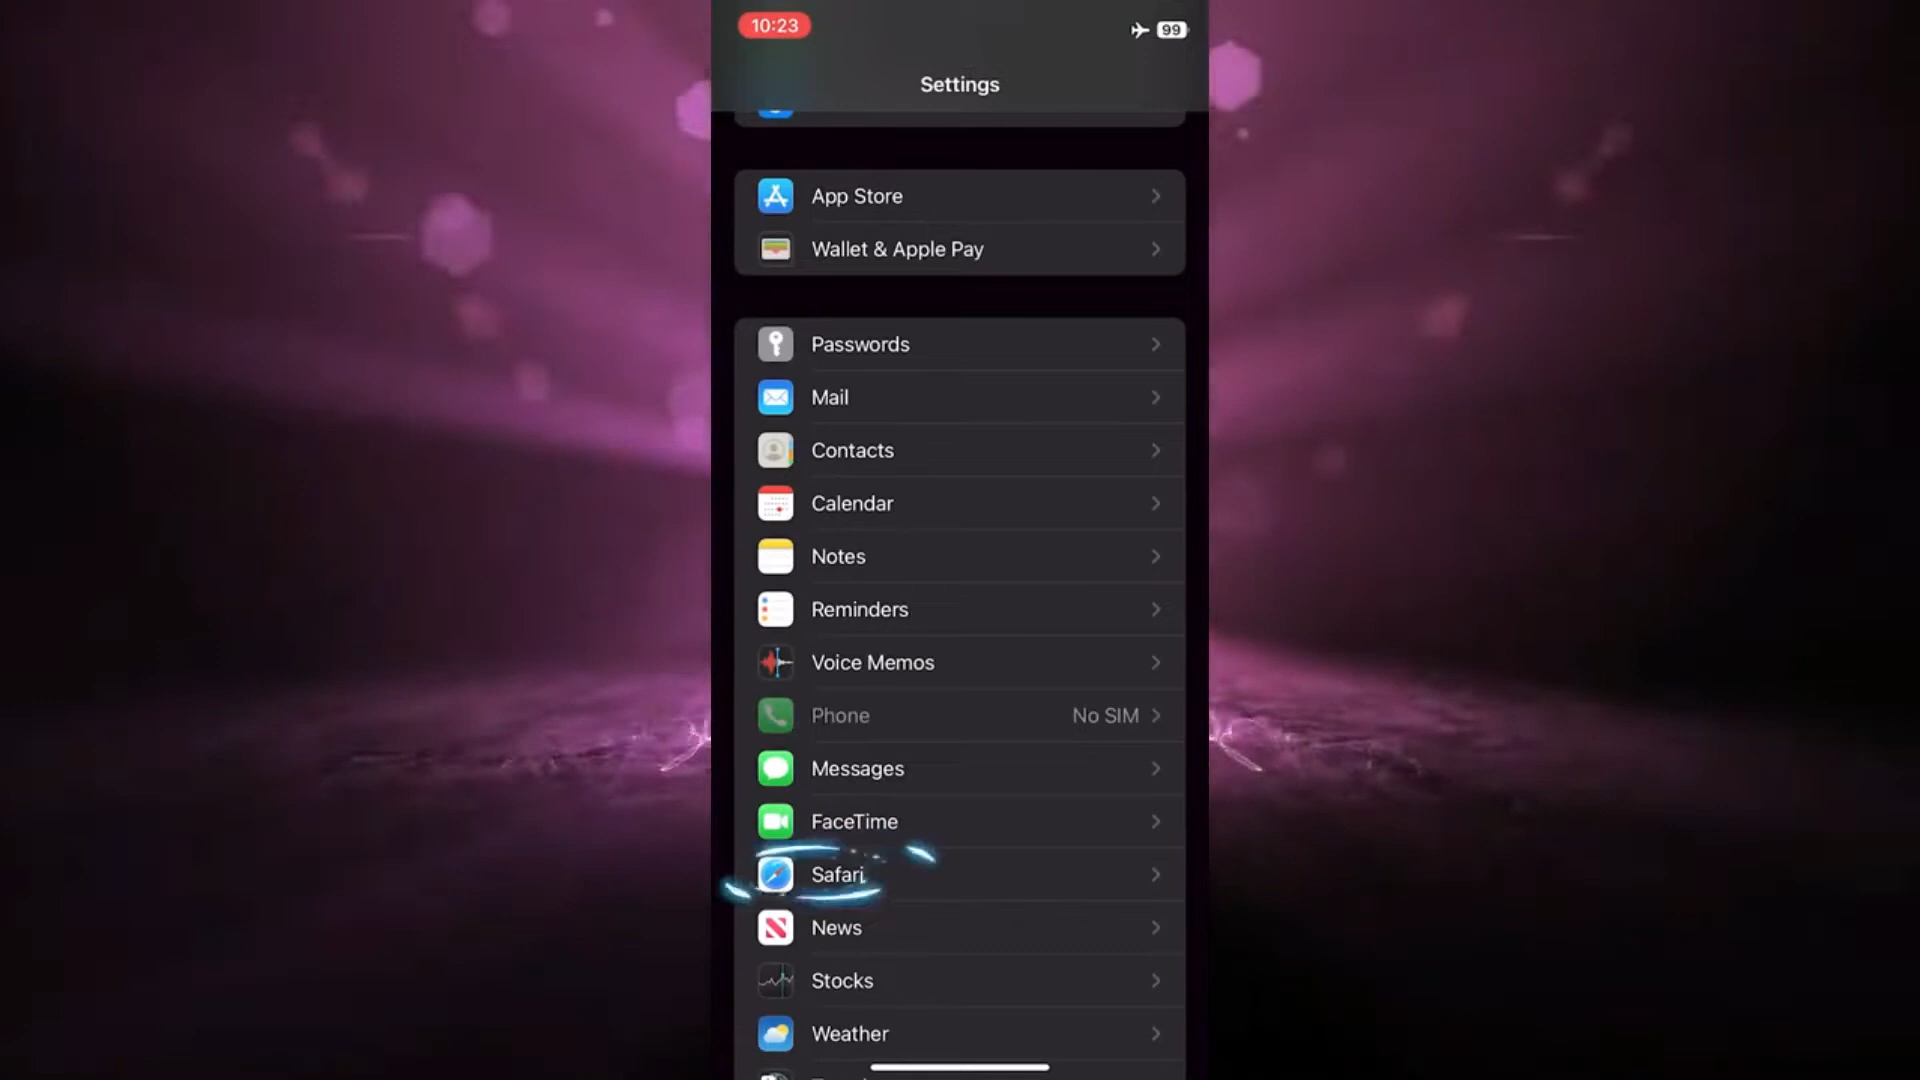 10:23
99
Settings
App Store
Wallet & Apple Pay
Passwords
Mail
Contacts
Calendar
Notes
Reminders
Voice Memos
Phone No SIM
Messages
FaceTime
Safari
News
Stocks
Weather